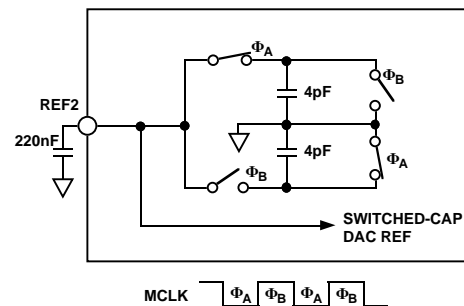 ΦA
ΦB
REF2
4pF
220nF
4pF
ΦA
ΦB
SWITCHED-CAP
DAC REF
MCLK ΦA ΦB ΦA ΦB